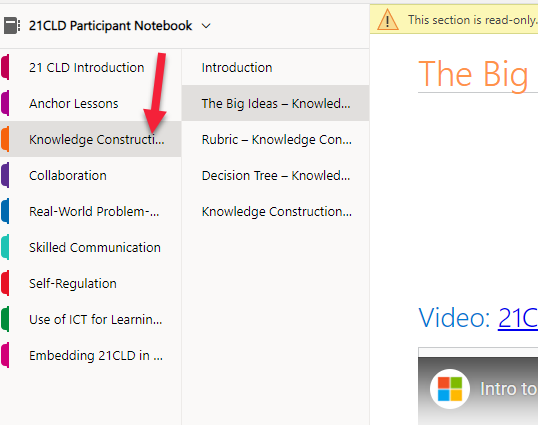 21CLD Participant Notebook
21 CLD Introduction
Anchor Lessons
Knowledge Constructi...
Collaboration
Real-World Problem-...
Skilled Communication
Self-Regulation
Use of ICT for Learnin...
Embedding 21CLD in ...
Introduction
The Big Ideas – Knowled...
Rubric – Knowledge Con...
Decision Tree – Knowled...
Knowledge Construction...
This section is read-only.
The Big
Video: 21C
Intro to